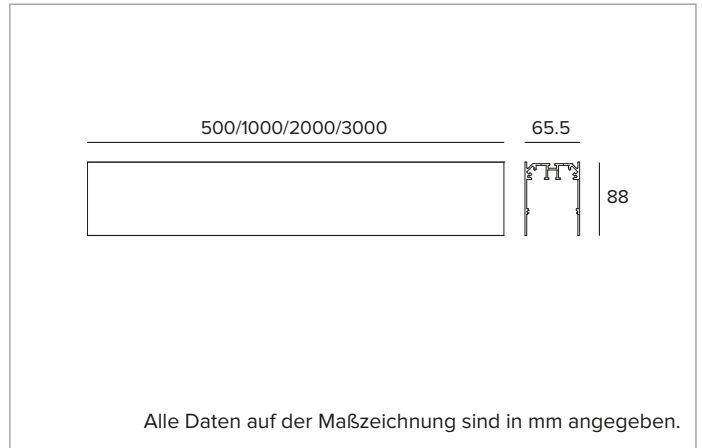 500/1000/2000/3000 65.5
88
Alle Daten auf der Maßzeichnung sind in mm angegeben.